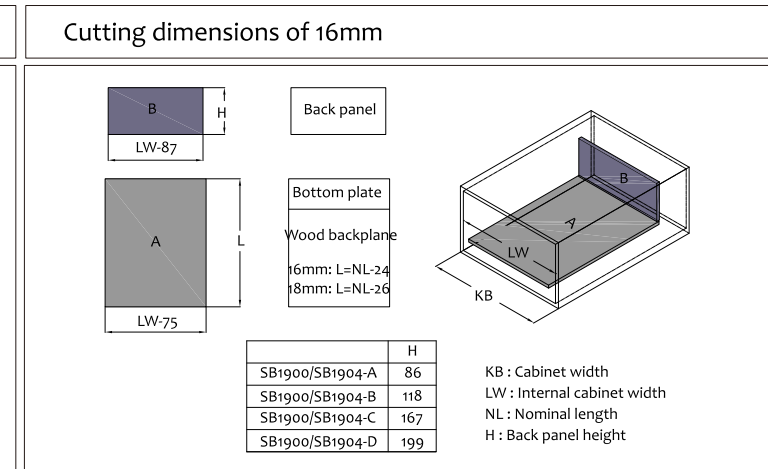 Cutting dimensions of 16mm
B
H
LW-87
Back panel
A
L
LW-75
Bottom plate
Wood backplane
16mm: L=NL-24
18mm: L=NL-26
B
A
LW
KB
H
SB1900/SB1904-A 86
SB1900/SB1904-B 118
SB1900/SB1904-C 167
SB1900/SB1904-D 199
KB : Cabinet width
LW : Internal cabinet width
NL : Nominal length
H : Back panel height